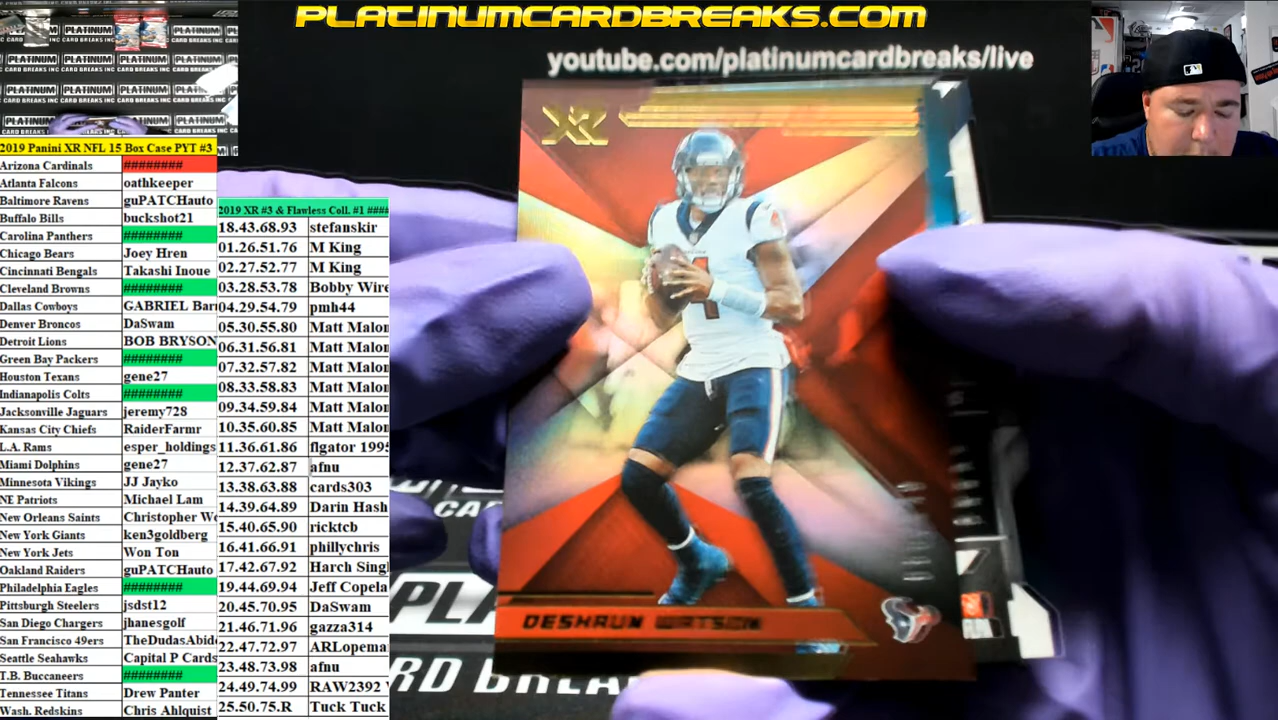 PLATINUMCARDBREAKS.COM
youtube.com/platinumcardbreaks/live
2019 Panini XR NFL 15 Box Case PYT #3
Arizona Cardinals ########
Atlanta Falcons oathkeeper
Baltimore Ravens guPATCHauto
Buffalo Bills buckshot21
Carolina Panthers ########
Chicago Bears Joey Hren
Cincinnati Bengals Takashi Inoue
Cleveland Browns ########
Dallas Cowboys GABRIEL Bar
Denver Broncos DaSwam
Detroit Lions BOB BRYSON
Green Bay Packers ########
Houston Texans gene27
Indianapolis Colts ########
Jacksonville Jaguars jeremy728
Kansas City Chiefs RaiderFarmr
L.A. Rams esper_holdings
Miami Dolphins gene27
Minnesota Vikings JJ Jayko
NE Patriots Michael Lam
New Orleans Saints Christopher Wo
New York Giants ken3goldberg
New York Jets Won Ton
Oakland Raiders guPATCHauto
Philadelphia Eagles ########
Pittsburgh Steelers jsdst12
San Diego Chargers jhanesgolf
San Francisco 49ers TheDudasAbide
Seattle Seahawks Capital P Cards
T.B. Buccaneers ########
Tennessee Titans Drew Panter
Wash. Redskins Chris Ahlquist
2019 XR #3 & Flawless Coll. #1 ####
18.43.68.93 stefanskir
01.26.51.76 M King
02.27.52.77 M King
03.28.53.78 Bobby Wire
04.29.54.79 pmh44
05.30.55.80 Matt Malon
06.31.56.81 Matt Malon
07.32.57.82 Matt Malon
08.33.58.83 Matt Malon
09.34.59.84 Matt Malon
10.35.60.85 Matt Malon
11.36.61.86 flgator 1995
12.37.62.87 afnu
13.38.63.88 cards303
14.39.64.89 Darin Hash
15.40.65.90 ricktcb
16.41.66.91 phillychris
17.42.67.92 Harch Sing
19.44.69.94 Jeff Copela
20.45.70.95 DaSwam
21.46.71.96 gazza314
22.47.72.97 ARLopema
23.48.73.98 afnu
24.49.74.99 RAW2392
25.50.75.R Tuck Tuck
XR
4
DESHAUN WATSON
PLATINUM
CARD BREAKS INC